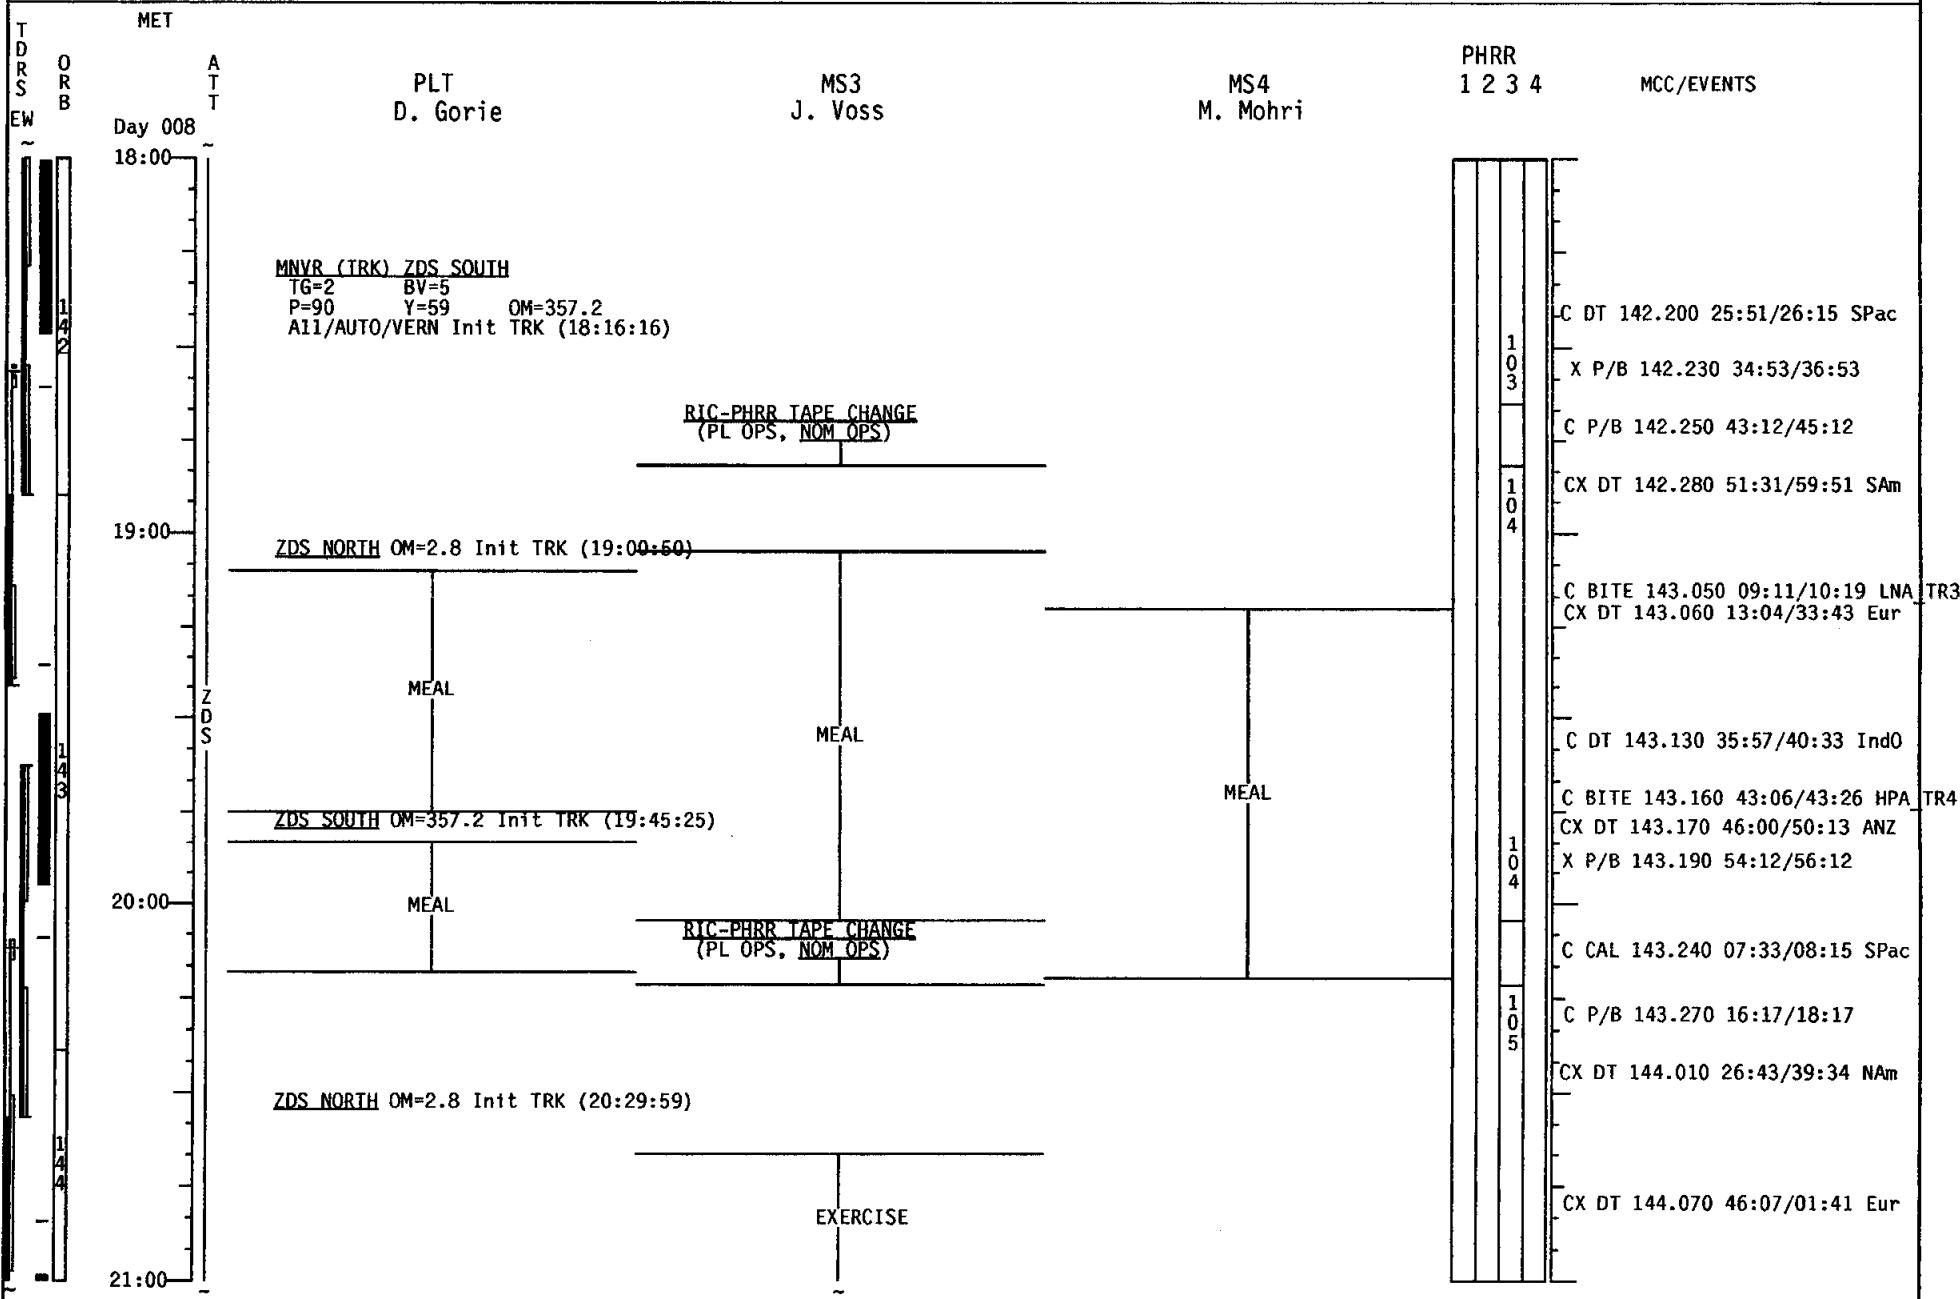 MET
TDRS
ORB
ATT
EW
PLT
D. Gorie
MS3
J. Voss
MS4
M. Mohri
PHRR
1 2 3 4
MCC/EVENTS
Day 008
18:00
MNVR (TRK) ZDS SOUTH
TG=2 BV=5
P=90 Y=59 OM=357.2
All/AUTO/VERN Init TRK (18:16:16)
142
C DT 142.200 25:51/26:15 SPac
103
X P/B 142.230 34:53/36:53
RIC-PHRR TAPE CHANGE
(PL OPS, NOM OPS)
C P/B 142.250 43:12/45:12
CX DT 142.280 51:31/59:51 SAm
104
19:00
ZDS NORTH OM=2.8 Init TRK (19:00:50)
C BITE 143.050 09:11/10:19 LNA TR3
CX DT 143.060 13:04/33:43 Eur
MEAL
ZDS
MEAL
C DT 143.130 35:57/40:33 IndO
143
MEAL
C BITE 143.160 43:06/43:26 HPA TR4
ZDS SOUTH OM=357.2 Init TRK (19:45:25)
CX DT 143.170 46:00/50:13 ANZ
104
X P/B 143.190 54:12/56:12
20:00
MEAL
RIC-PHRR TAPE CHANGE
(PL OPS, NOM OPS)
C CAL 143.240 07:33/08:15 SPac
105
C P/B 143.270 16:17/18:17
CX DT 144.010 26:43/39:34 NAm
ZDS NORTH OM=2.8 Init TRK (20:29:59)
144
CX DT 144.070 46:07/01:41 Eur
EXERCISE
21:00